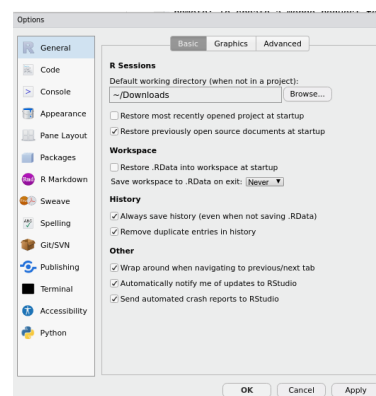 Options
General
Code
Console
Appearance
Pane Layout
Packages
R Markdown
Sweave
Spelling
Git/SVN
Publishing
Terminal
Accessibility
Python
Basic Graphics Advanced
R Sessions
Default working directory (when not in a project):
~/Downloads Browse...
Restore most recently opened project at startup
Restore previously open source documents at startup
Workspace
Restore .RData into workspace at startup
Save workspace to .RData on exit: Never
History
Always save history (even when not saving .RData)
Remove duplicate entries in history
Other
Wrap around when navigating to previous/next tab
Automatically notify me of updates to RStudio
Send automated crash reports to RStudio
OK Cancel Apply